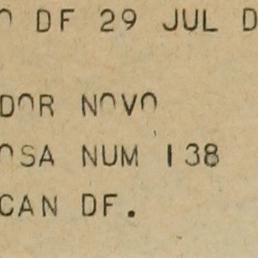 O DF 29 JUL D
DOR NOVO
OSA NUM 138
CAN DF.